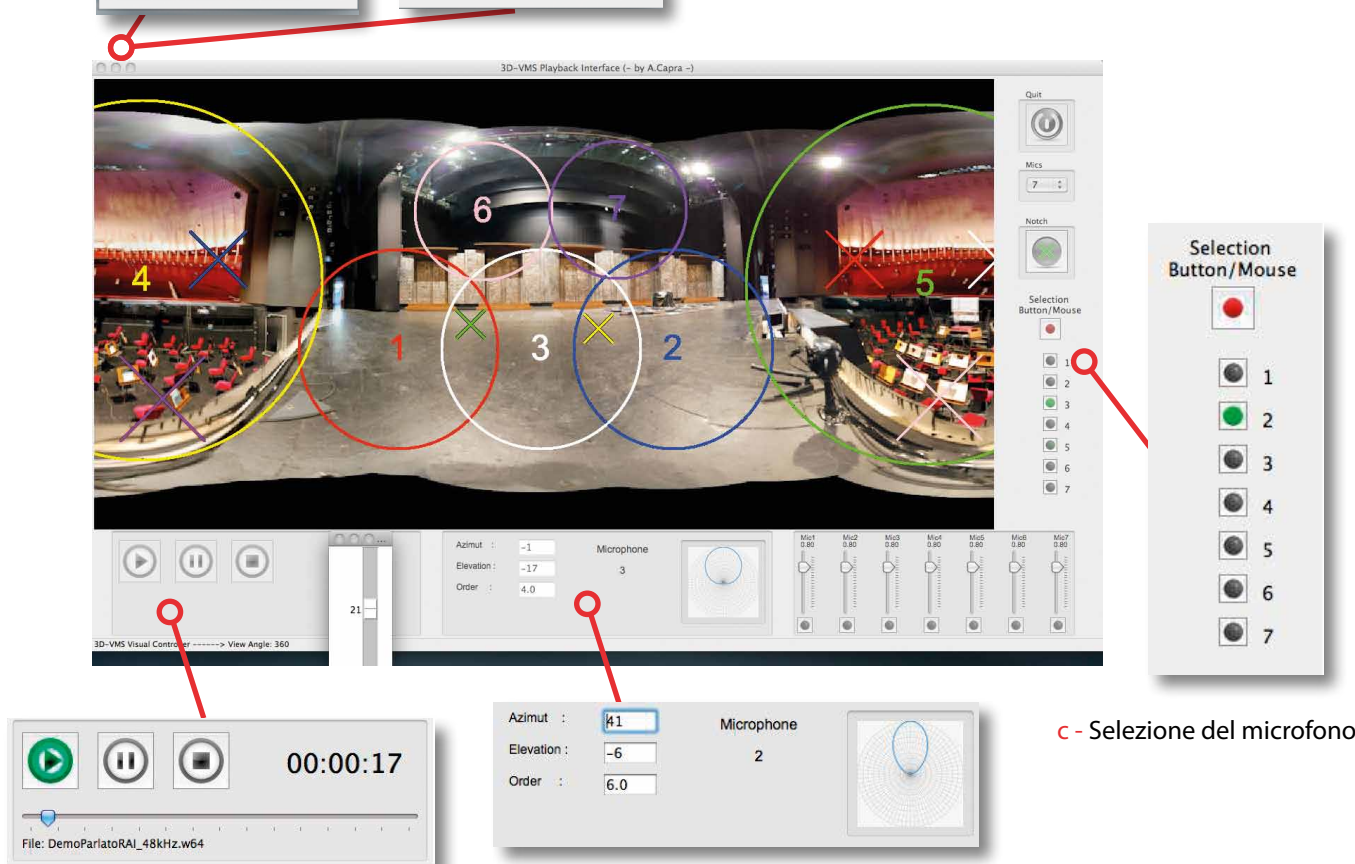 3D-VMS Playback Interface (- by A.Capra -)
Quit
Mics
7
Notch
Selection
Button/Mouse
1
2
3
4
5
6
7
4
6
7
5
1
3
2
Azimut :
-1
Elevation :
-17
Order :
4.0
Microphone
3
21
Mic1
0.80
Mic2
0.80
Mic3
0.80
Mic4
0.80
Mic5
0.80
Mic6
0.80
Mic7
0.80
3D-VMS Visual Controller ------> View Angle: 360
Selection
Button/Mouse
1
2
3
4
5
6
7
c - Selezione del microfono
00:00:17
File: DemoParlatoRAI_48kHz.w64
Azimut :
41
Elevation :
-6
Order :
6.0
Microphone
2